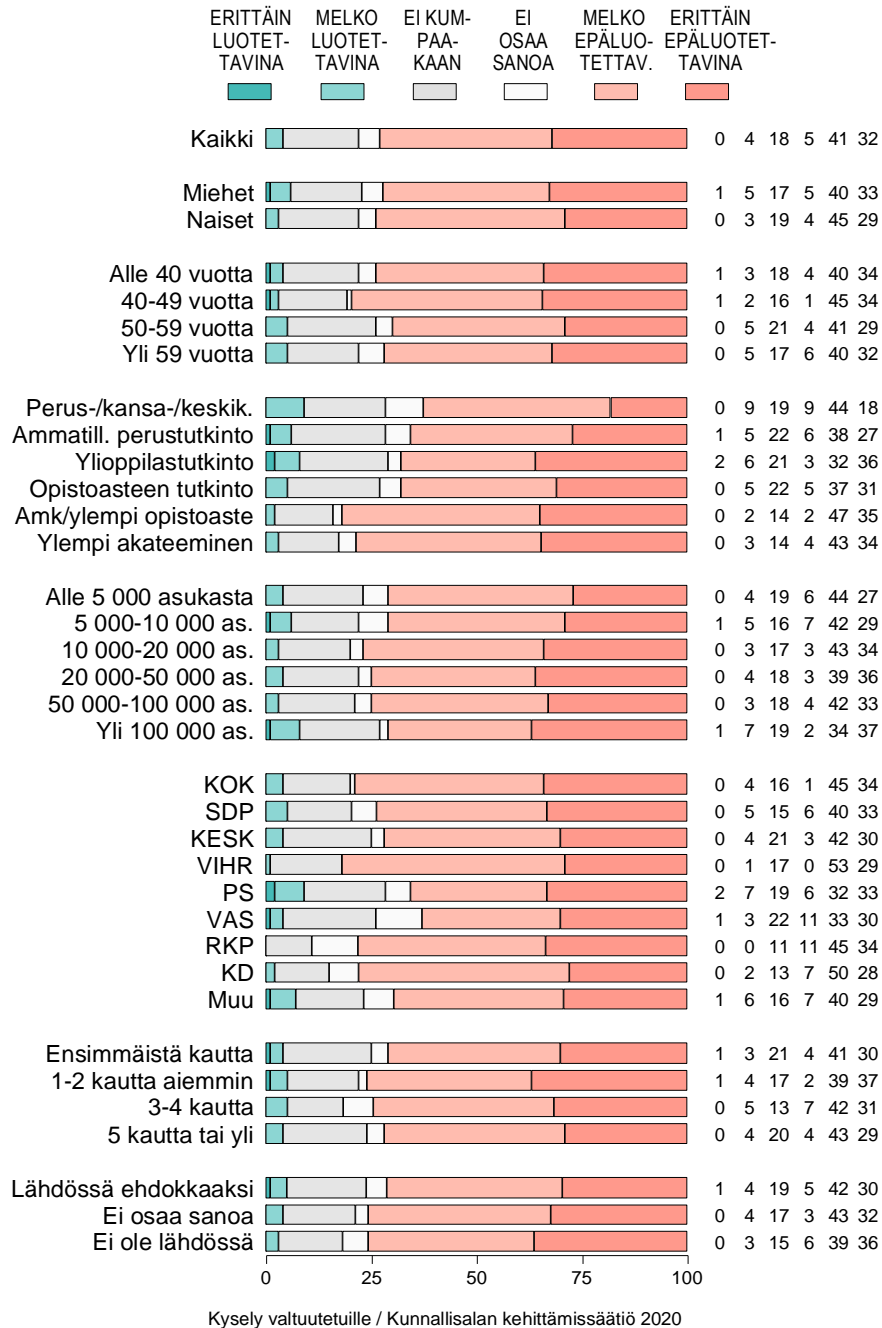 ERITTÄIN LUOTET- TAVINA
MELKO LUOTET- TAVINA
EI KUM- PAA- KAAN
EI OSAA SANOA
MELKO EPÄLUO- TETTAV.
ERITTÄIN EPÄLUOTET- TAVINA
Kaikki 0 4 18 5 41 32
Miehet 1 5 17 5 40 33
Naiset 0 3 19 4 45 29
Alle 40 vuotta 1 3 18 4 40 34
40-49 vuotta 1 2 16 1 45 34
50-59 vuotta 0 5 21 4 41 29
Yli 59 vuotta 0 5 17 6 40 32
Perus-/kansa-/keskik. 0 9 19 9 44 18
Ammatill. perustutkinto 1 5 22 6 38 27
Ylioppilastutkinto 2 6 21 3 32 36
Opistoasteen tutkinto 0 5 22 5 37 31
Amk/ylempi opistoaste 0 2 14 2 47 35
Ylempi akateeminen 0 3 14 4 43 34
Alle 5 000 asukasta 0 4 19 6 44 27
5 000-10 000 as. 1 5 16 7 42 29
10 000-20 000 as. 0 3 17 3 43 34
20 000-50 000 as. 0 4 18 3 39 36
50 000-100 000 as. 0 3 18 4 42 33
Yli 100 000 as. 1 7 19 2 34 37
KOK 0 4 16 1 45 34
SDP 0 5 15 6 40 33
KESK 0 4 21 3 42 30
VIHR 0 1 17 0 53 29
PS 2 7 19 6 32 33
VAS 1 3 22 11 33 30
RKP 0 0 11 11 45 34
KD 0 2 13 7 50 28
Muu 1 6 16 7 40 29
Ensimmäistä kautta 1 3 21 4 41 30
1-2 kautta aiemmin 1 4 17 2 39 37
3-4 kautta 0 5 13 7 42 31
5 kautta tai yli 0 4 20 4 43 29
Lähdössä ehdokkaaksi 1 4 19 5 42 30
Ei osaa sanoa 0 4 17 3 43 32
Ei ole lähdössä 0 3 15 6 39 36
0 25 50 75 100
Kysely valtuutetuille / Kunnallisalan kehittämissäätiö 2020